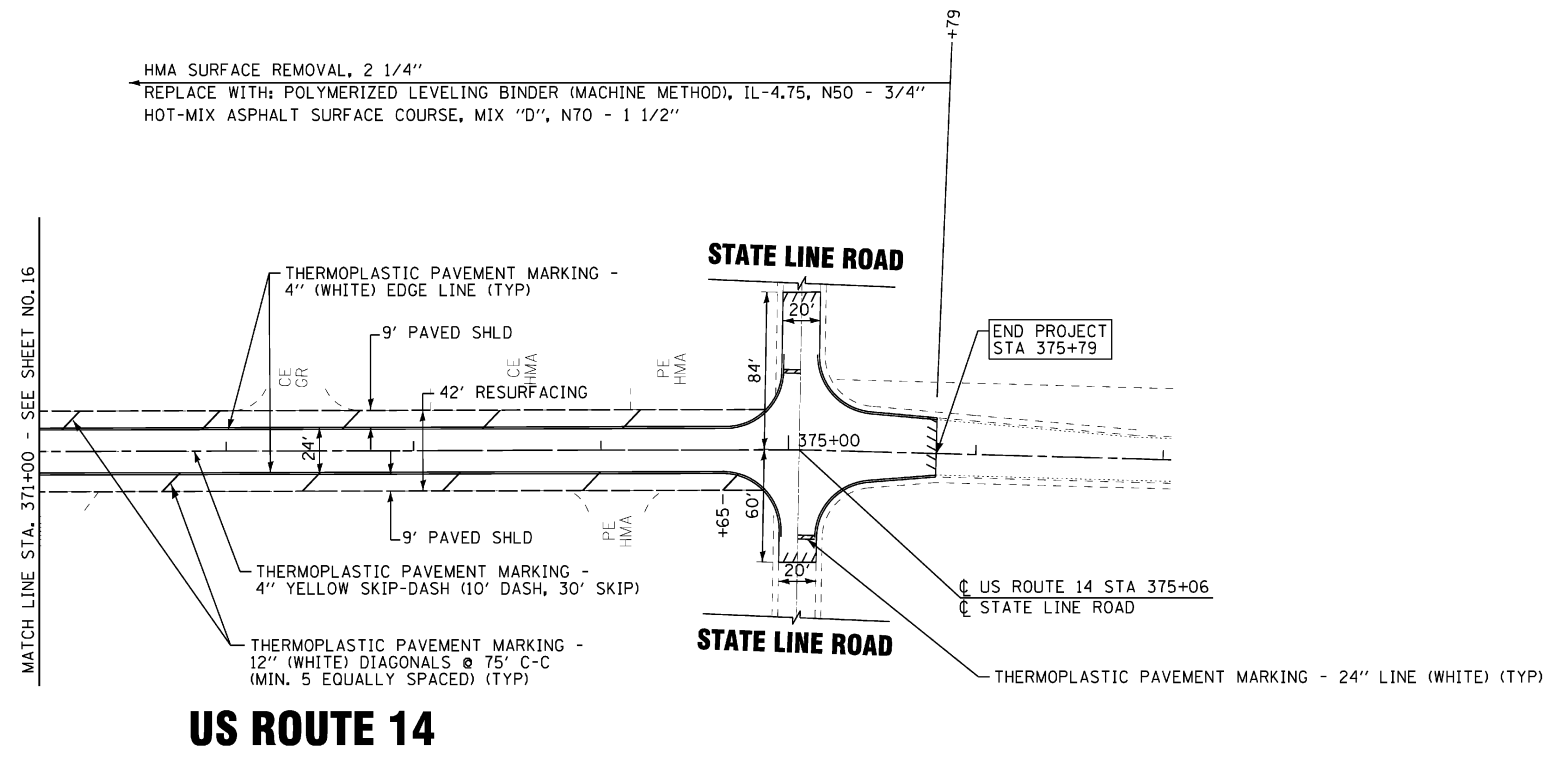 +79
HMA SURFACE REMOVAL, 2 1/4"
REPLACE WITH: POLYMERIZED LEVELING BINDER (MACHINE METHOD), IL-4.75, N50 - 3/4"
HOT-MIX ASPHALT SURFACE COURSE, MIX "D", N70 - 1 1/2"
MATCH LINE STA. 371+00 - SEE SHEET NO. 16
STATE LINE ROAD
THERMOPLASTIC PAVEMENT MARKING -
4" (WHITE) EDGE LINE (TYP)
20'
9' PAVED SHLD
END PROJECT
STA 375+79
CE
GR
CE
HMA
PE
HMA
84'
42' RESURFACING
24'
375+00
+65
60'
PE
HMA
9' PAVED SHLD
20'
THERMOPLASTIC PAVEMENT MARKING -
4" YELLOW SKIP-DASH (10' DASH, 30' SKIP)
℄ US ROUTE 14 STA 375+06
℄ STATE LINE ROAD
STATE LINE ROAD
THERMOPLASTIC PAVEMENT MARKING -
12" (WHITE) DIAGONALS @ 75' C-C
(MIN. 5 EQUALLY SPACED) (TYP)
THERMOPLASTIC PAVEMENT MARKING - 24" LINE (WHITE) (TYP)
US ROUTE 14